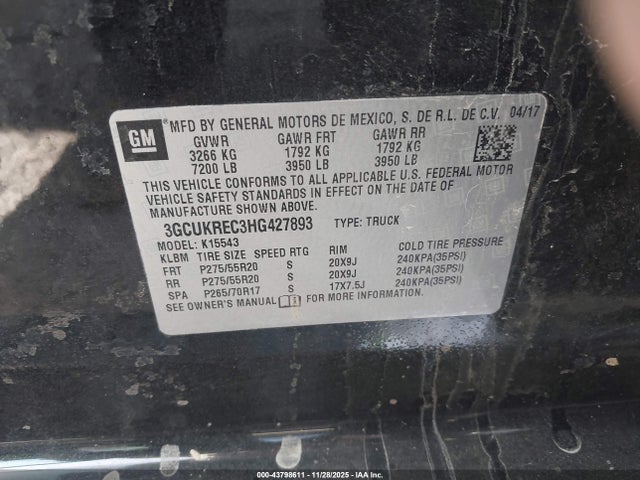 GM
*MFD BY GENERAL MOTORS DE MEXICO, S. DE R.L. DE C.V. 04/17
GVWR GAWR FRT GAWR RR
3266 KG 1792 KG 1792 KG
7200 LB 3950 LB 3950 LB
THIS VEHICLE CONFORMS TO ALL APPLICABLE U.S. FEDERAL MOTOR
VEHICLE SAFETY STANDARDS IN EFFECT ON THE DATE OF
MANUFACTURE SHOWN ABOVE.
3GCUKREC3HG427893 TYPE: TRUCK
MODEL: K15543
KLBM TIRE SIZE SPEED RTG RIM COLD TIRE PRESSURE
FRT P275/55R20 S 20X9J 240KPA(35PSI)
RR P275/55R20 S 20X9J 240KPA(35PSI)
SPA P265/70R17 S 17X7.5J 240KPA(35PSI)
SEE OWNER'S MANUAL FOR MORE INFORMATION.
000-43798611 — 11/28/2025 — IAA Inc.